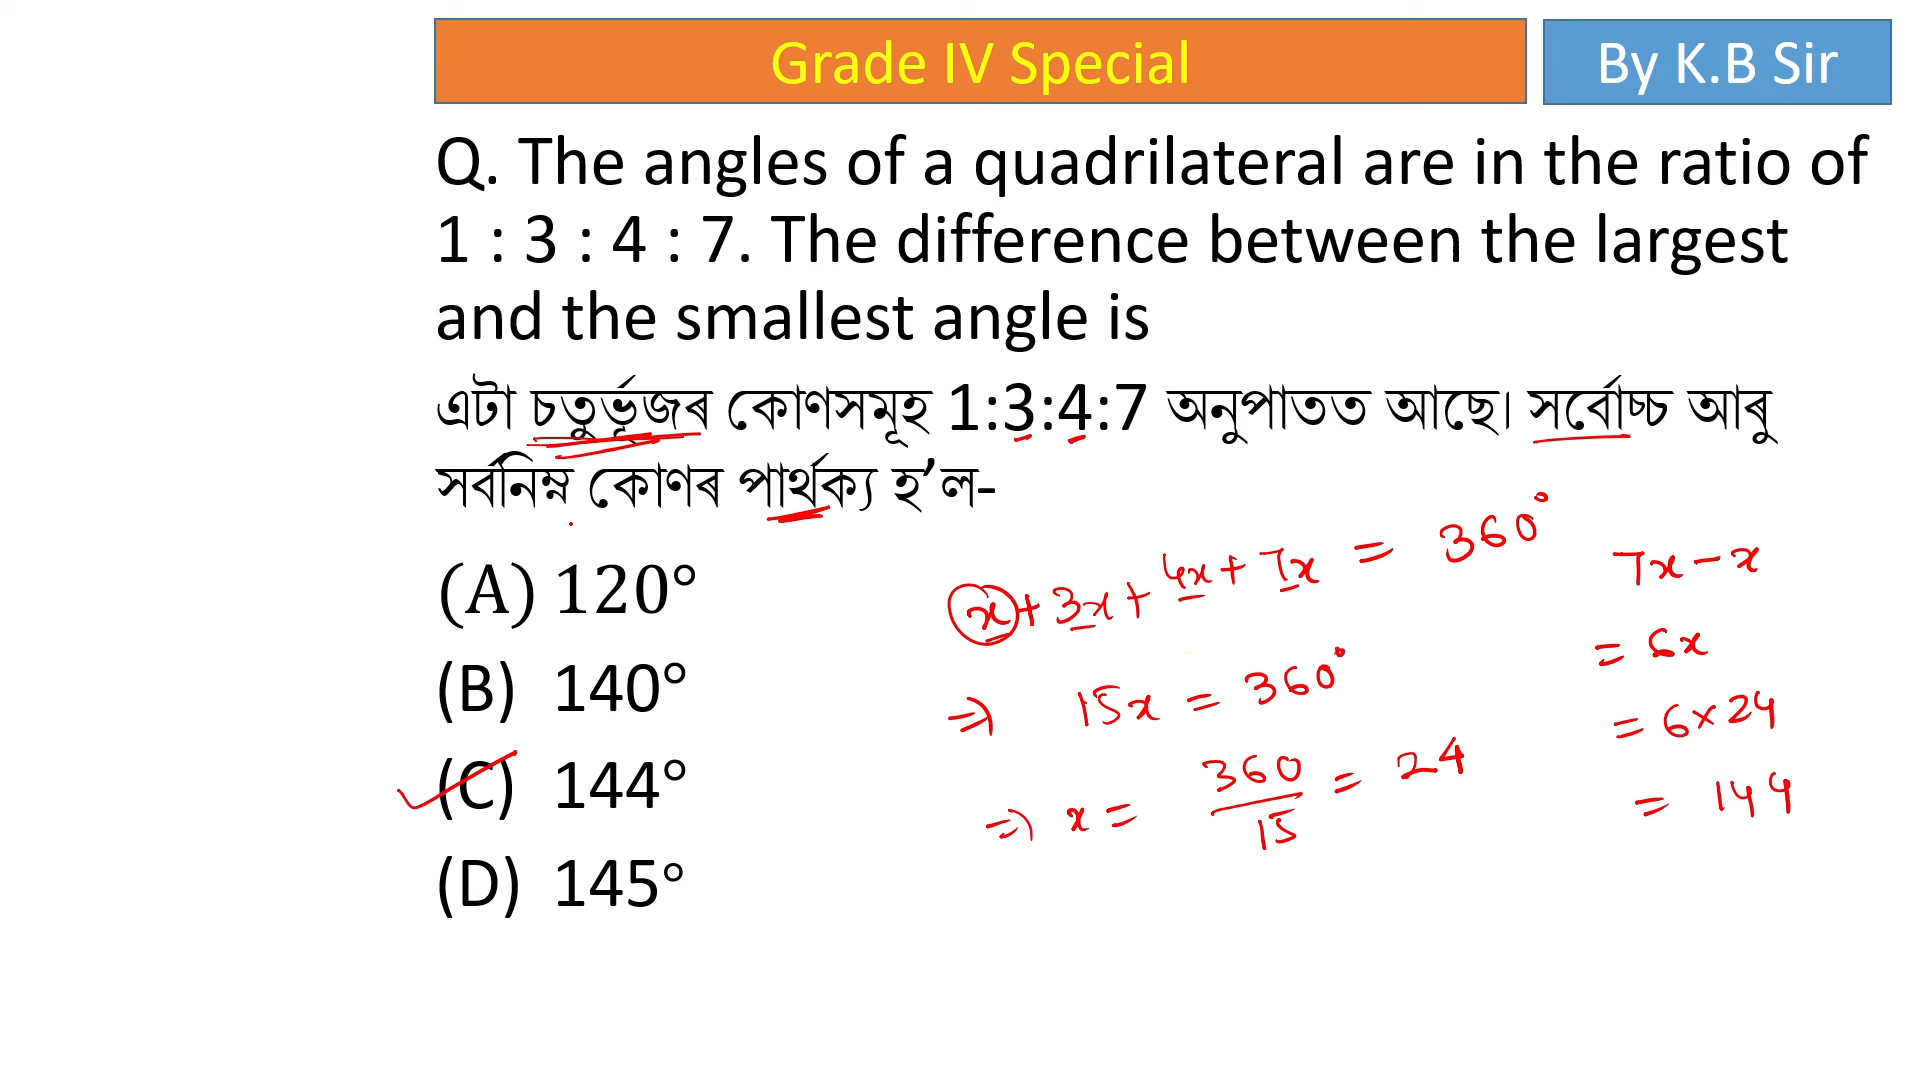 Grade IV Special
By K.B Sir
Q. The angles of a quadrilateral are in the ratio of
1 : 3 : 4 : 7. The difference between the largest
and the smallest angle is
এটা চতুৰ্ভূজৰ কোণসমূহ 1:3:4:7 অনুপাতত আছে। সৰ্বোচ্চ আৰু
সৰ্বনিম্ন কোণৰ পাৰ্থক্য হ’ল-
(A) 120°
(B) 140°
(C) 144°
(D) 145°
x + 3x + 4x + 7x = 360°
⇒ 15x = 360°
⇒ x = 360/15 = 24
7x - x
= 6x
= 6 × 24
= 144